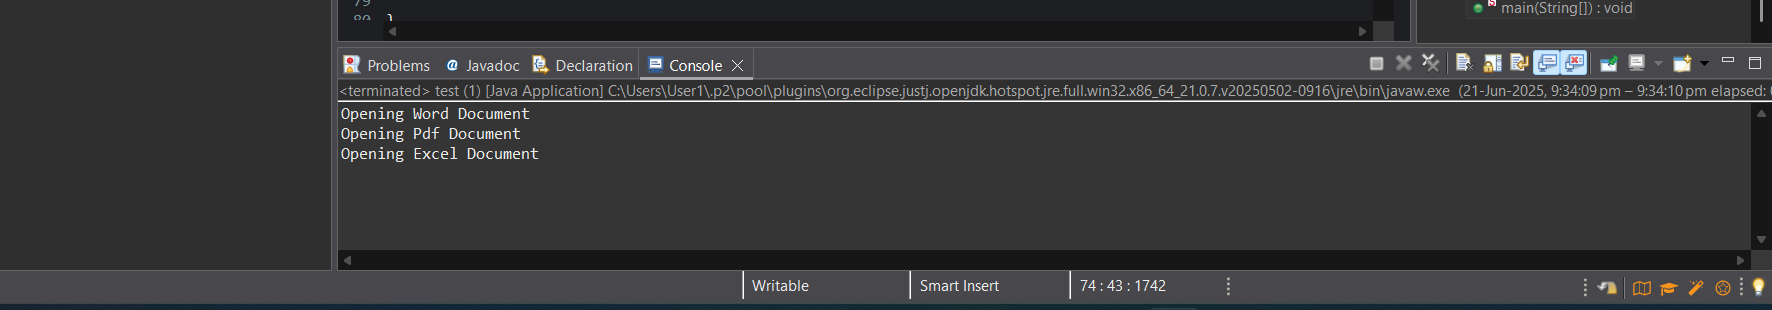 79
80 }
main(String[]) : void
Problems @ Javadoc Declaration Console
<terminated> test (1) [Java Application] C:\Users\User1\.p2\pool\plugins\org.eclipse.justj.openjdk.hotspot.jre.full.win32.x86_64_21.0.7.v20250502-0916\jre\bin\javaw.exe (21-Jun-2025, 9:34:09 pm – 9:34:10 pm elapsed:
Opening Word Document
Opening Pdf Document
Opening Excel Document
Writable Smart Insert 74 : 43 : 1742